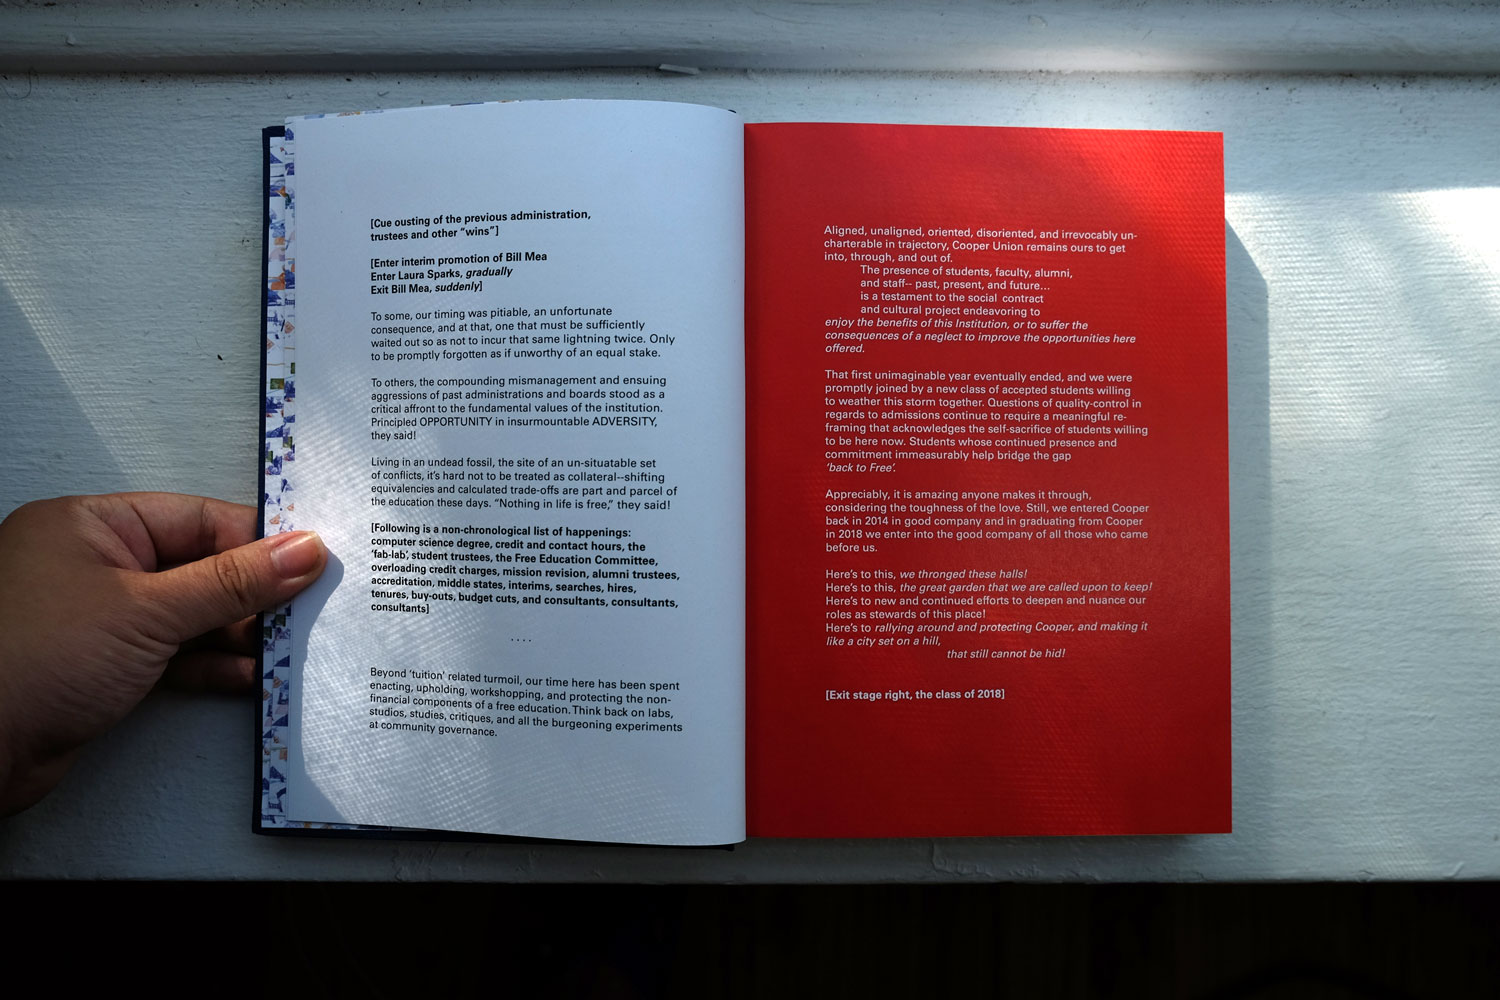 [Cue ousting of the previous administration,
trustees and other “wins”]
[Enter interim promotion of Bill Mea
Enter Laura Sparks, gradually
Exit Bill Mea, suddenly]
To some, our timing was pitiable, an unfortunate
consequence, and at that, one that must be sufficiently
waited out so as not to incur that same lightning twice. Only
to be promptly forgotten as if unworthy of an equal stake.
To others, the compounding mismanagement and ensuing
aggressions of past administrations and boards stood as a
critical affront to the fundamental values of the institution.
Principled OPPORTUNITY in insurmountable ADVERSITY,
they said!
Living in an undead fossil, the site of an un-situatable set
of conflicts, it’s hard not to be treated as collateral--shifting
equivalencies and calculated trade-offs are part and parcel of
the education these days. “Nothing in life is free,” they said!
[Following is a non-chronological list of happenings:
computer science degree, credit and contact hours, the
‘fab-lab’, student trustees, the Free Education Committee,
overloading credit charges, mission revision, alumni trustees,
accreditation, middle states, interims, searches, hires,
tenures, buy-outs, budget cuts, and consultants, consultants,
consultants]
....
Beyond ‘tuition’ related turmoil, our time here has been spent
enacting, upholding, workshopping, and protecting the non-
financial components of a free education. Think back on labs,
studios, studies, critiques, and all the burgeoning experiments
at community governance.
Aligned, unaligned, oriented, disoriented, and irrevocably un-
charterable in trajectory, Cooper Union remains ours to get
into, through, and out of.
The presence of students, faculty, alumni,
and staff-- past, present, and future...
is a testament to the social contract
and cultural project endeavoring to
enjoy the benefits of this Institution, or to suffer the
consequences of a neglect to improve the opportunities here
offered.
That first unimaginable year eventually ended, and we were
promptly joined by a new class of accepted students willing
to weather this storm together. Questions of quality-control in
regards to admissions continue to require a meaningful re-
framing that acknowledges the self-sacrifice of students willing
to be here now. Students whose continued presence and
commitment immeasurably help bridge the gap
‘back to Free’.
Appreciably, it is amazing anyone makes it through,
considering the toughness of the love. Still, we entered Cooper
back in 2014 in good company and in graduating from Cooper
in 2018 we enter into the good company of all those who came
before us.
Here’s to this, we thronged these halls!
Here’s to this, the great garden that we are called upon to keep!
Here’s to new and continued efforts to deepen and nuance our
roles as stewards of this place!
Here’s to rallying around and protecting Cooper, and making it
like a city set on a hill,
that still cannot be hid!
[Exit stage right, the class of 2018]